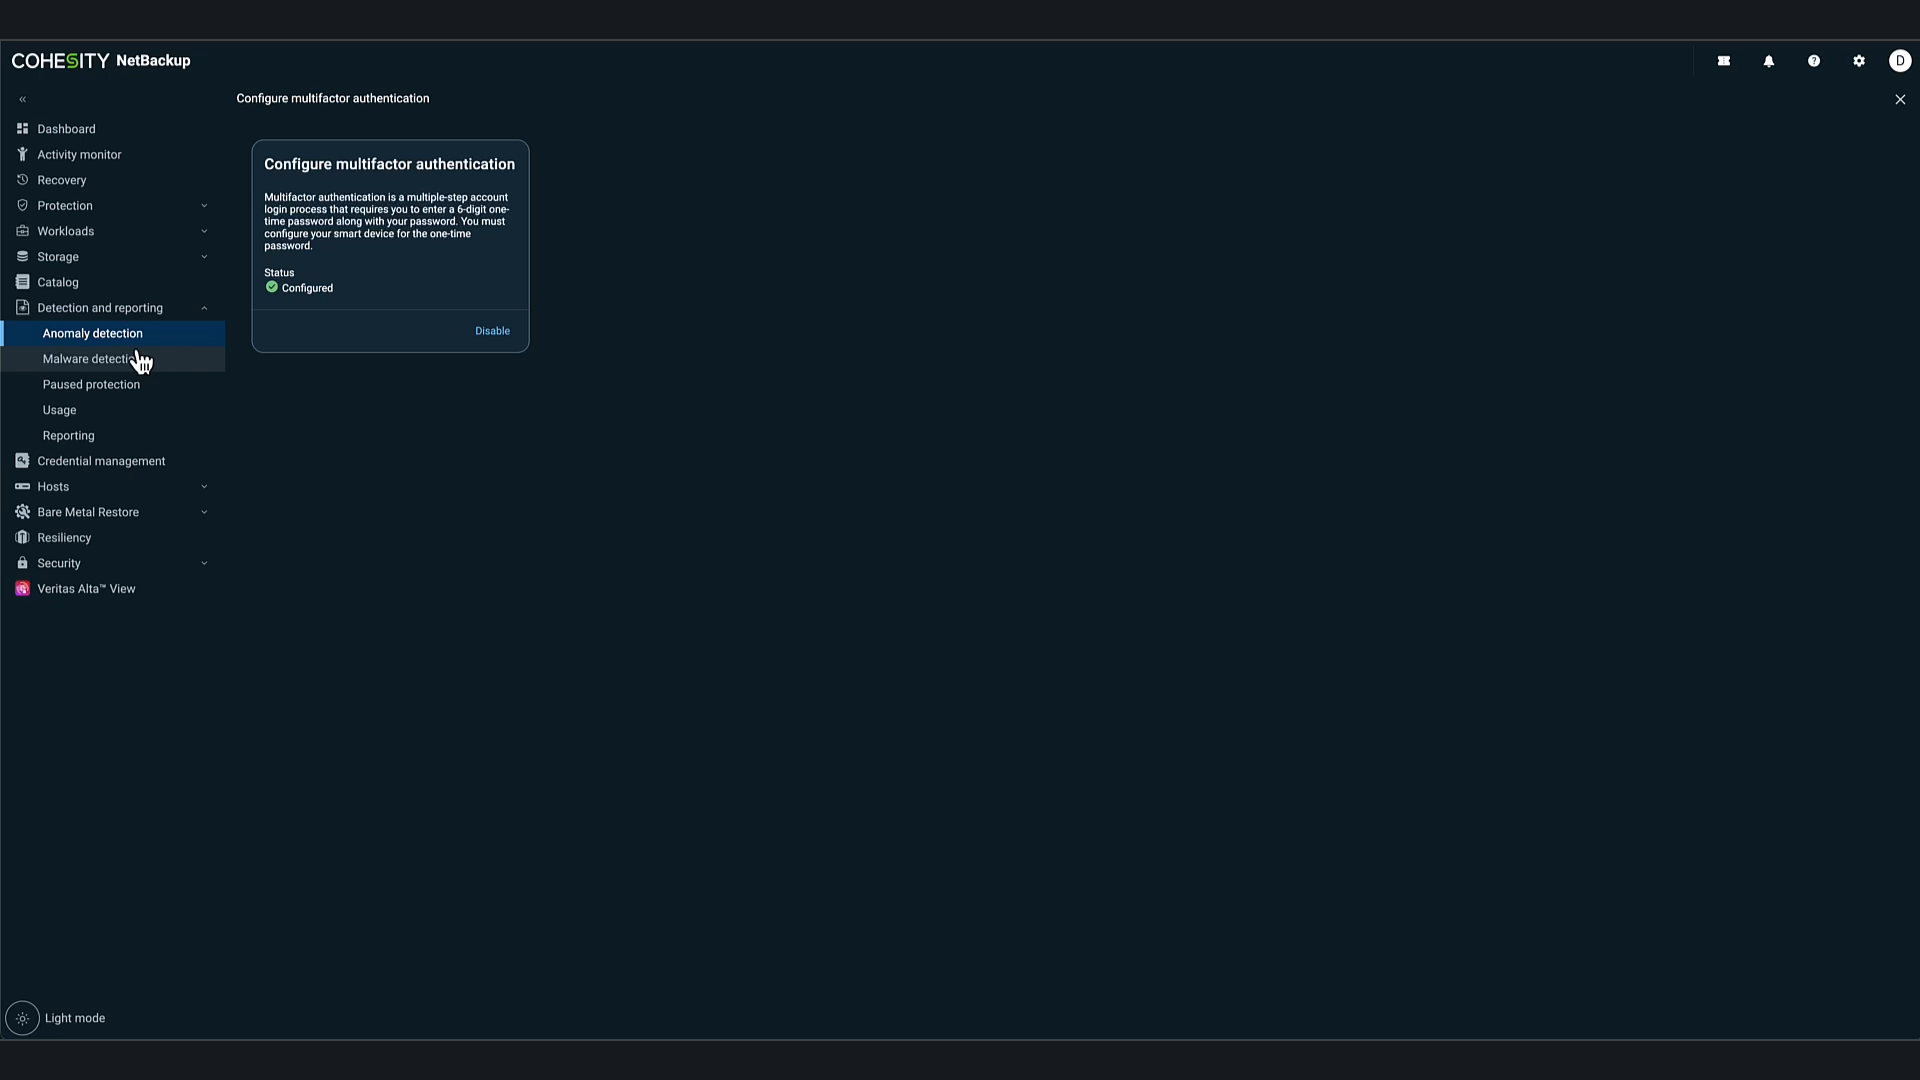 COHESITY NetBackup
D
Configure multifactor authentication
Dashboard
Activity monitor
Recovery
Protection
Workloads
Storage
Catalog
Detection and reporting
Anomaly detection
Malware detecti
Paused protection
Usage
Reporting
Credential management
Hosts
Bare Metal Restore
Resiliency
Security
Veritas Alta™ View
Configure multifactor authentication
Multifactor authentication is a multiple-step account
login process that requires you to enter a 6-digit one-
time password along with your password. You must
configure your smart device for the one-time
password.
Status
Configured
Disable
Light mode